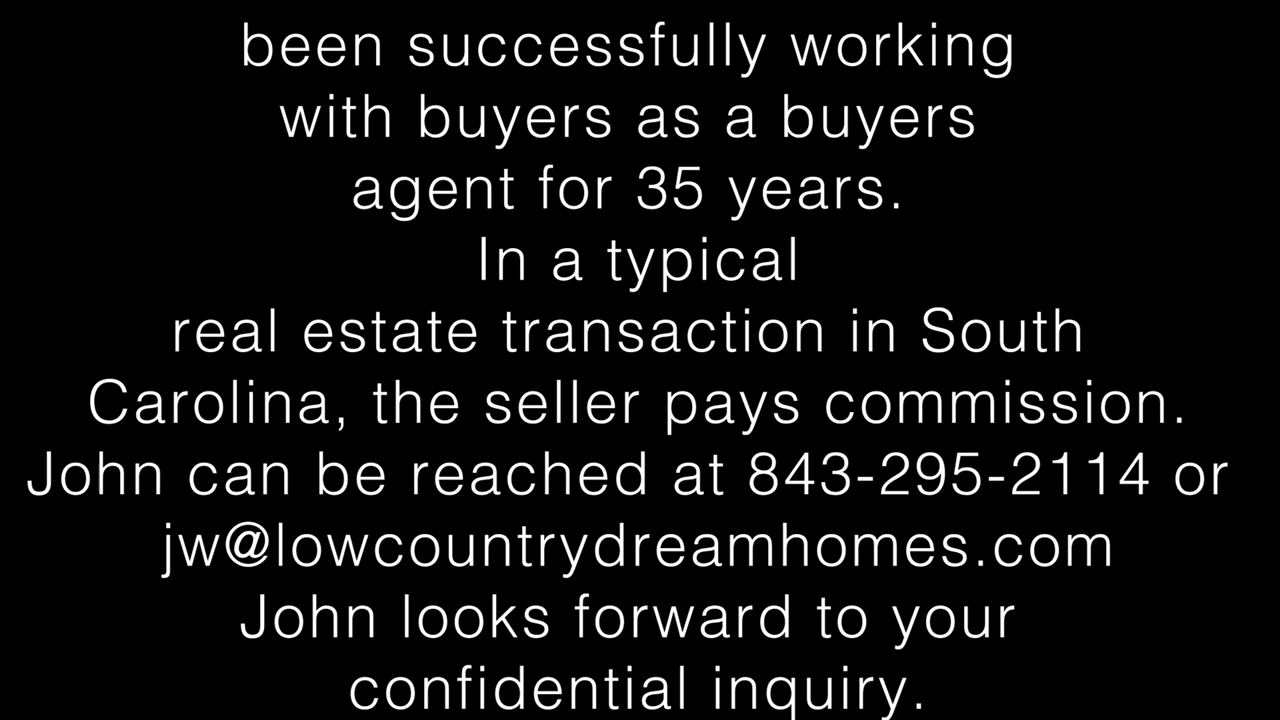 been successfully working
with buyers as a buyers
agent for 35 years.
In a typical
real estate transaction in South
Carolina, the seller pays commission.
John can be reached at 843-295-2114 or
jw@lowcountrydreamhomes.com
John looks forward to your
confidential inquiry.